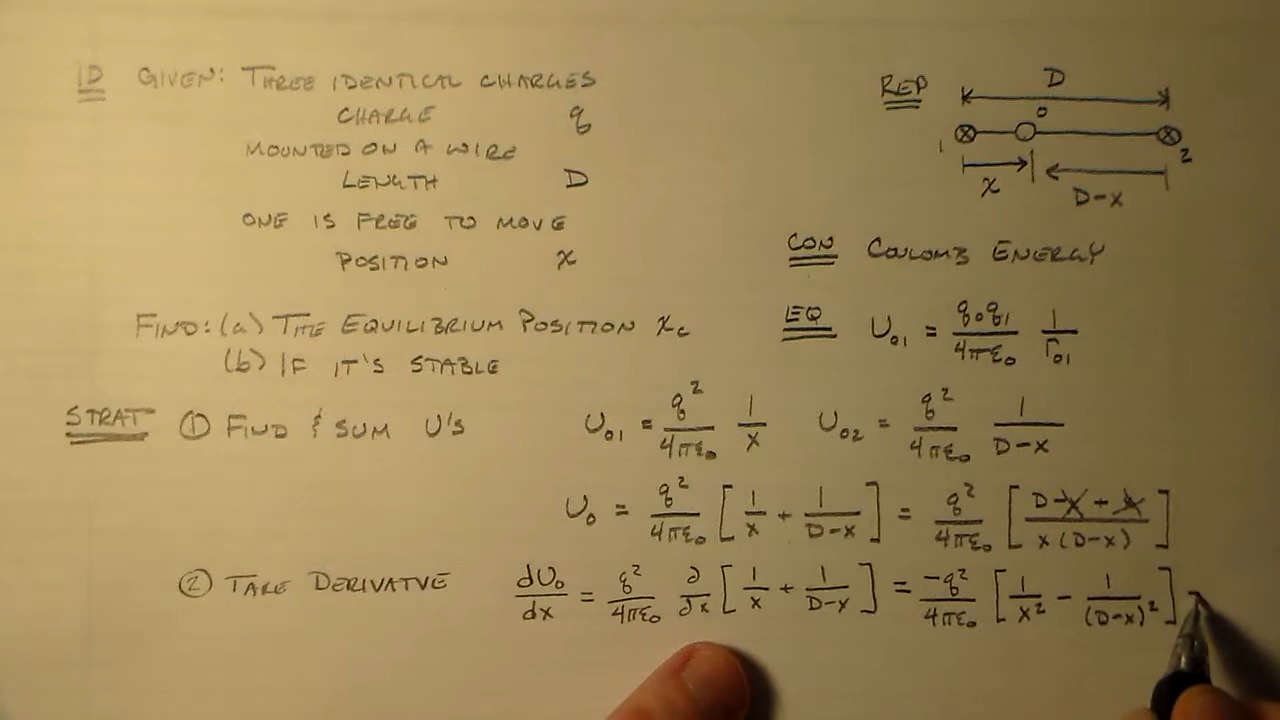 ID GIVEN: THREE IDENTICAL CHARGES
CHARGE q
MOUNTED ON A WIRE
LENGTH D
ONE IS FREE TO MOVE
POSITION x
FIND: (a) THE EQUILIBRIUM POSITION xc
(b) IF IT'S STABLE
REP D
0
1 2
x D-x
CON COULOMB ENERGY
EQ U₀₁ = q₀q₁/4πε₀ 1/r₀₁
STRAT ① FIND & SUM U'S U₀₁ = q²/4πε₀ 1/x U₀₂ = q²/4πε₀ 1/D-x
U₀ = q²/4πε₀ [1/x + 1/D-x] = q²/4πε₀ [D-x+x/x(D-x)]
② TAKE DERIVATVE dU₀/dx = q²/4πε₀ ∂/∂x [1/x + 1/D-x] = -q²/4πε₀ [1/x² - 1/(D-x)²]